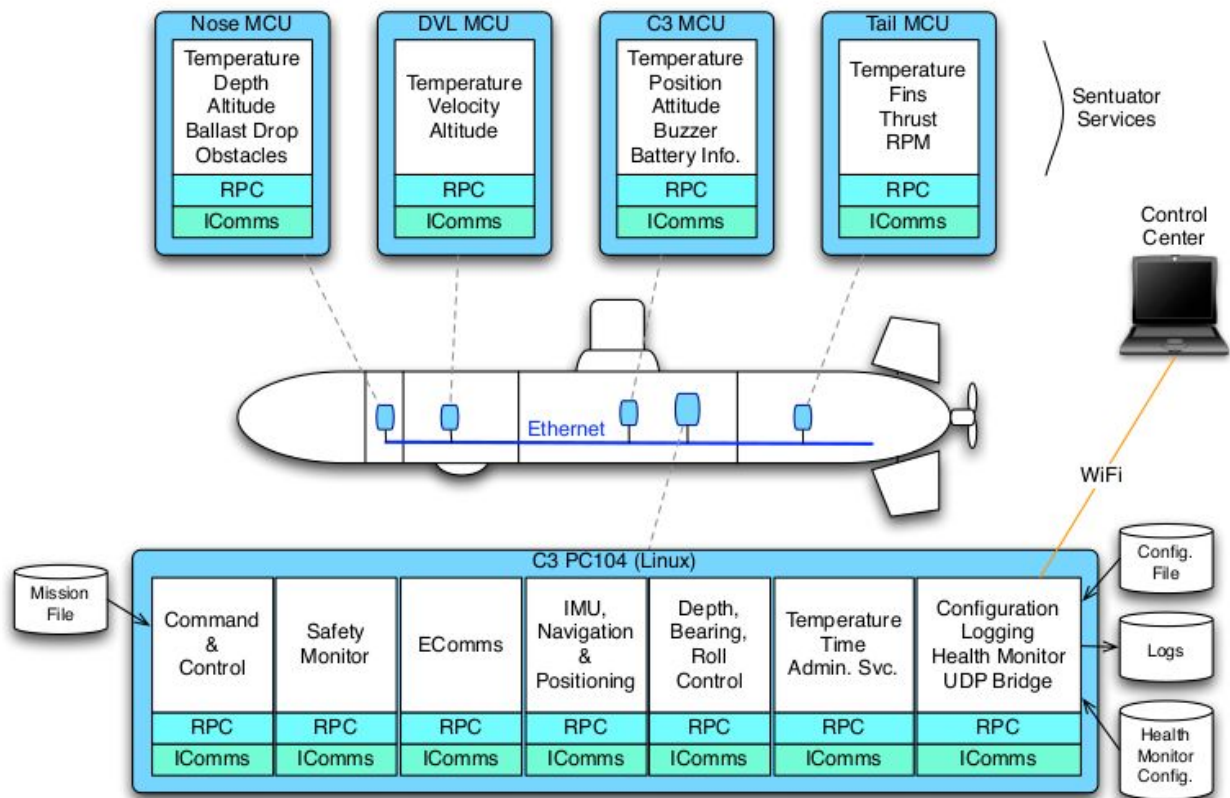 Nose MCU
Temperature
Depth
Altitude
Ballast Drop
Obstacles
RPC
IComms
DVL MCU
Temperature
Velocity
Altitude
RPC
IComms
C3 MCU
Temperature
Position
Attitude
Buzzer
Battery Info.
RPC
IComms
Tail MCU
Temperature
Fins
Thrust
RPM
RPC
IComms
Sentuator
Services
Control
Center
Ethernet
WiFi
C3 PC104 (Linux)
Mission
File
Command
&
Control
RPC
IComms
Safety
Monitor
RPC
IComms
EComms
RPC
IComms
IMU,
Navigation
&
Positioning
RPC
IComms
Depth,
Bearing,
Roll
Control
RPC
IComms
Temperature
Time
Admin. Svc.
RPC
IComms
Configuration
Logging
Health Monitor
UDP Bridge
RPC
IComms
Config.
File
Logs
Health
Monitor
Config.